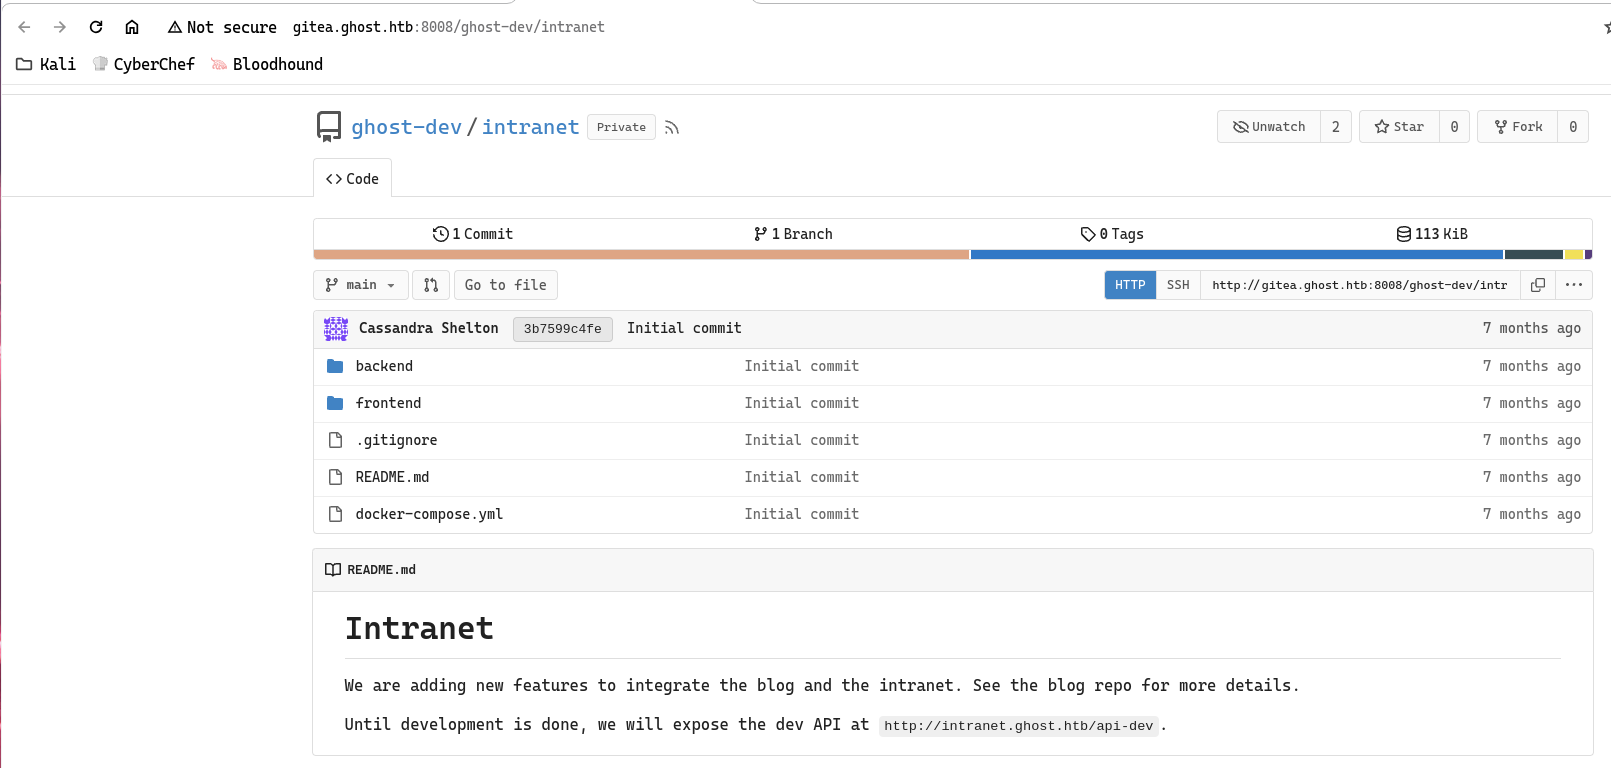 Not secure gitea.ghost.htb:8008/ghost-dev/intranet
Kali CyberChef Bloodhound
ghost-dev/intranet Private Unwatch 2 Star 0 Fork 0
<> Code
1 Commit 1 Branch 0 Tags 113 KiB
main Go to file HTTP SSH http://gitea.ghost.htb:8008/ghost-dev/intr ...
Cassandra Shelton 3b7599c4fe Initial commit 7 months ago
backend Initial commit 7 months ago
frontend Initial commit 7 months ago
.gitignore Initial commit 7 months ago
README.md Initial commit 7 months ago
docker-compose.yml Initial commit 7 months ago
README.md
Intranet
We are adding new features to integrate the blog and the intranet. See the blog repo for more details.
Until development is done, we will expose the dev API at http://intranet.ghost.htb/api-dev.